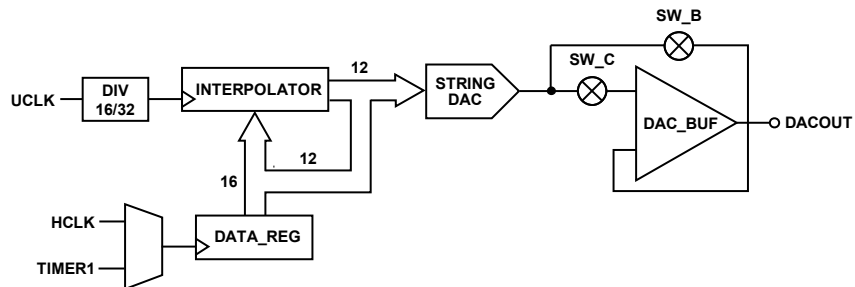 SW_B
SW_C
12
STRING
DAC
INTERPOLATOR
DIV
16/32
UCLK
DAC_BUF
DACOUT
12
16
HCLK
DATA_REG
TIMER1